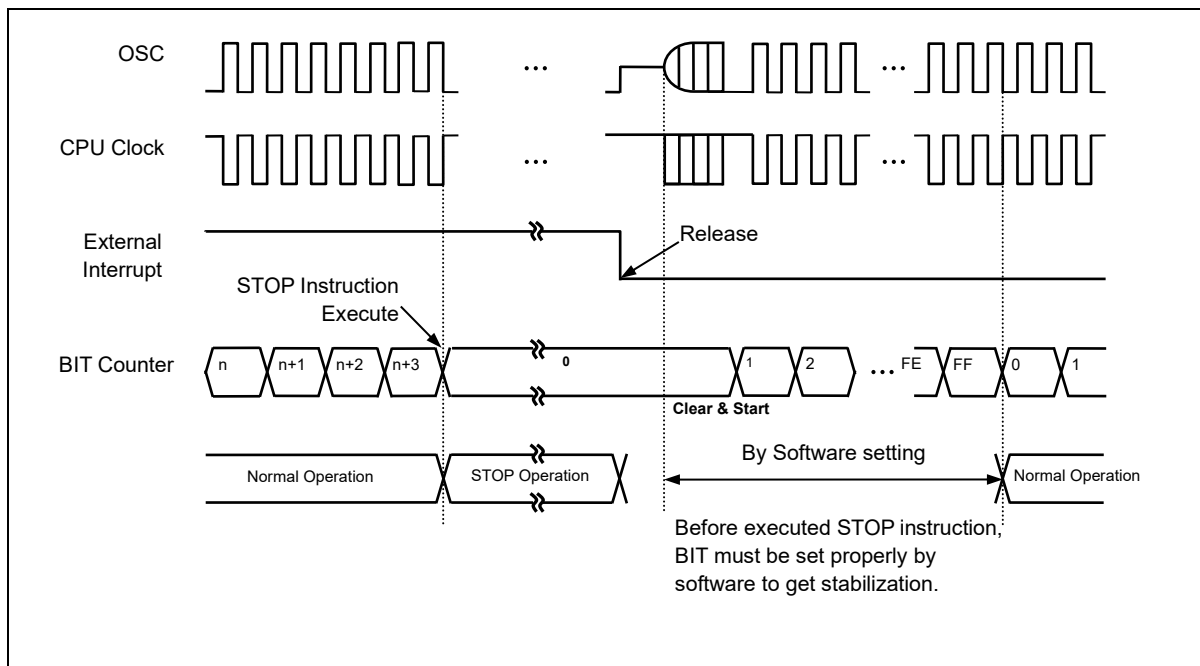 OSC
...
CPU Clock
...
...
External
Interrupt
Release
STOP Instruction
Execute
BIT Counter
n n+1 n+2 n+3 0 1 2 ... FE FF 0 1
Clear & Start
Normal Operation STOP Operation By Software setting Normal Operation
Before executed STOP instruction,
BIT must be set properly by
software to get stabilization.